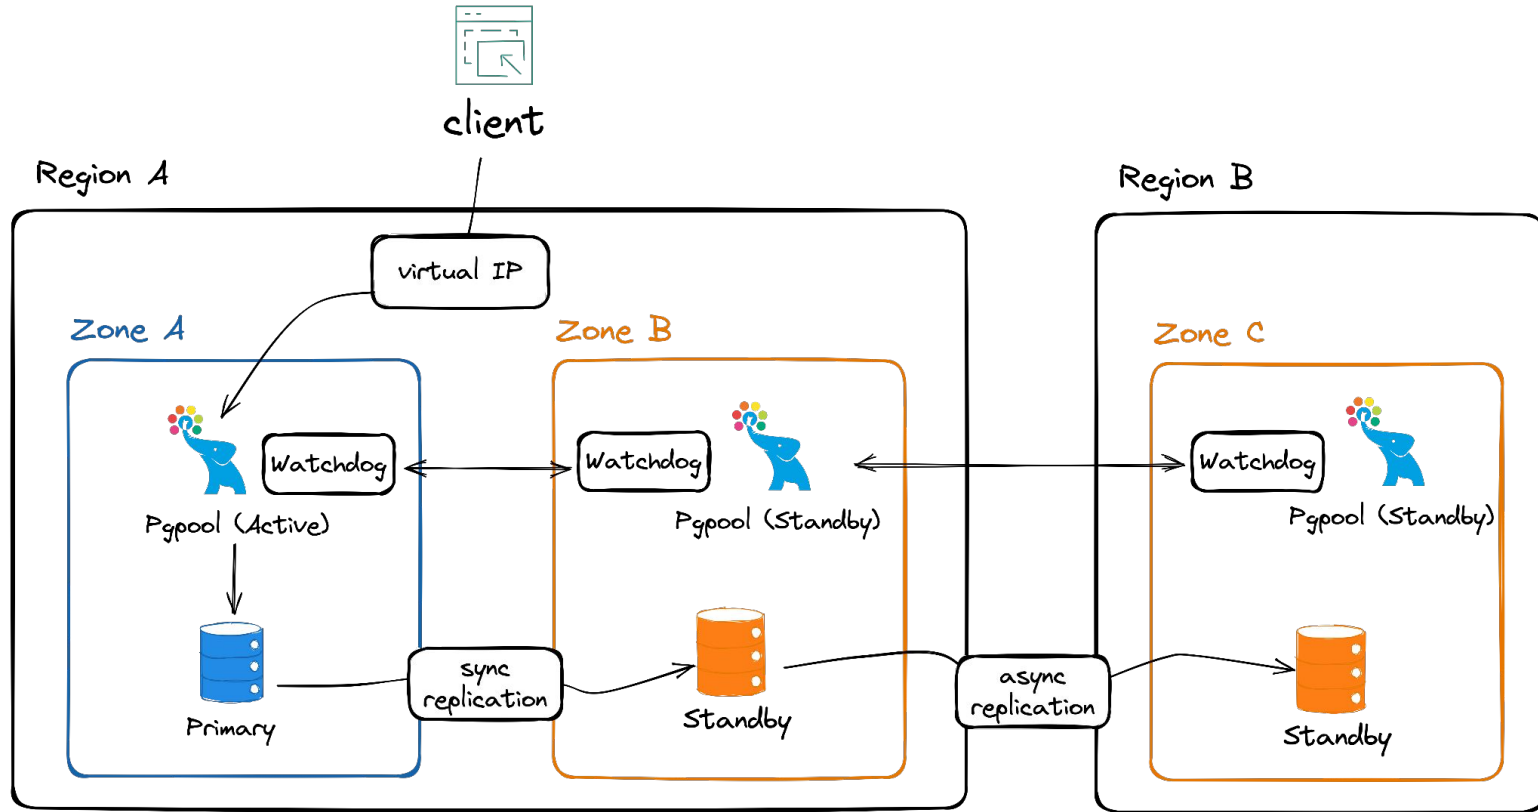 client
Region A
Region B
virtual IP
Zone A
Zone B
Zone C
Watchdog
Watchdog
Watchdog
Pgpool (Active)
Pgpool (Standby)
Pgpool (Standby)
sync
replication
async
replication
Primary
Standby
Standby